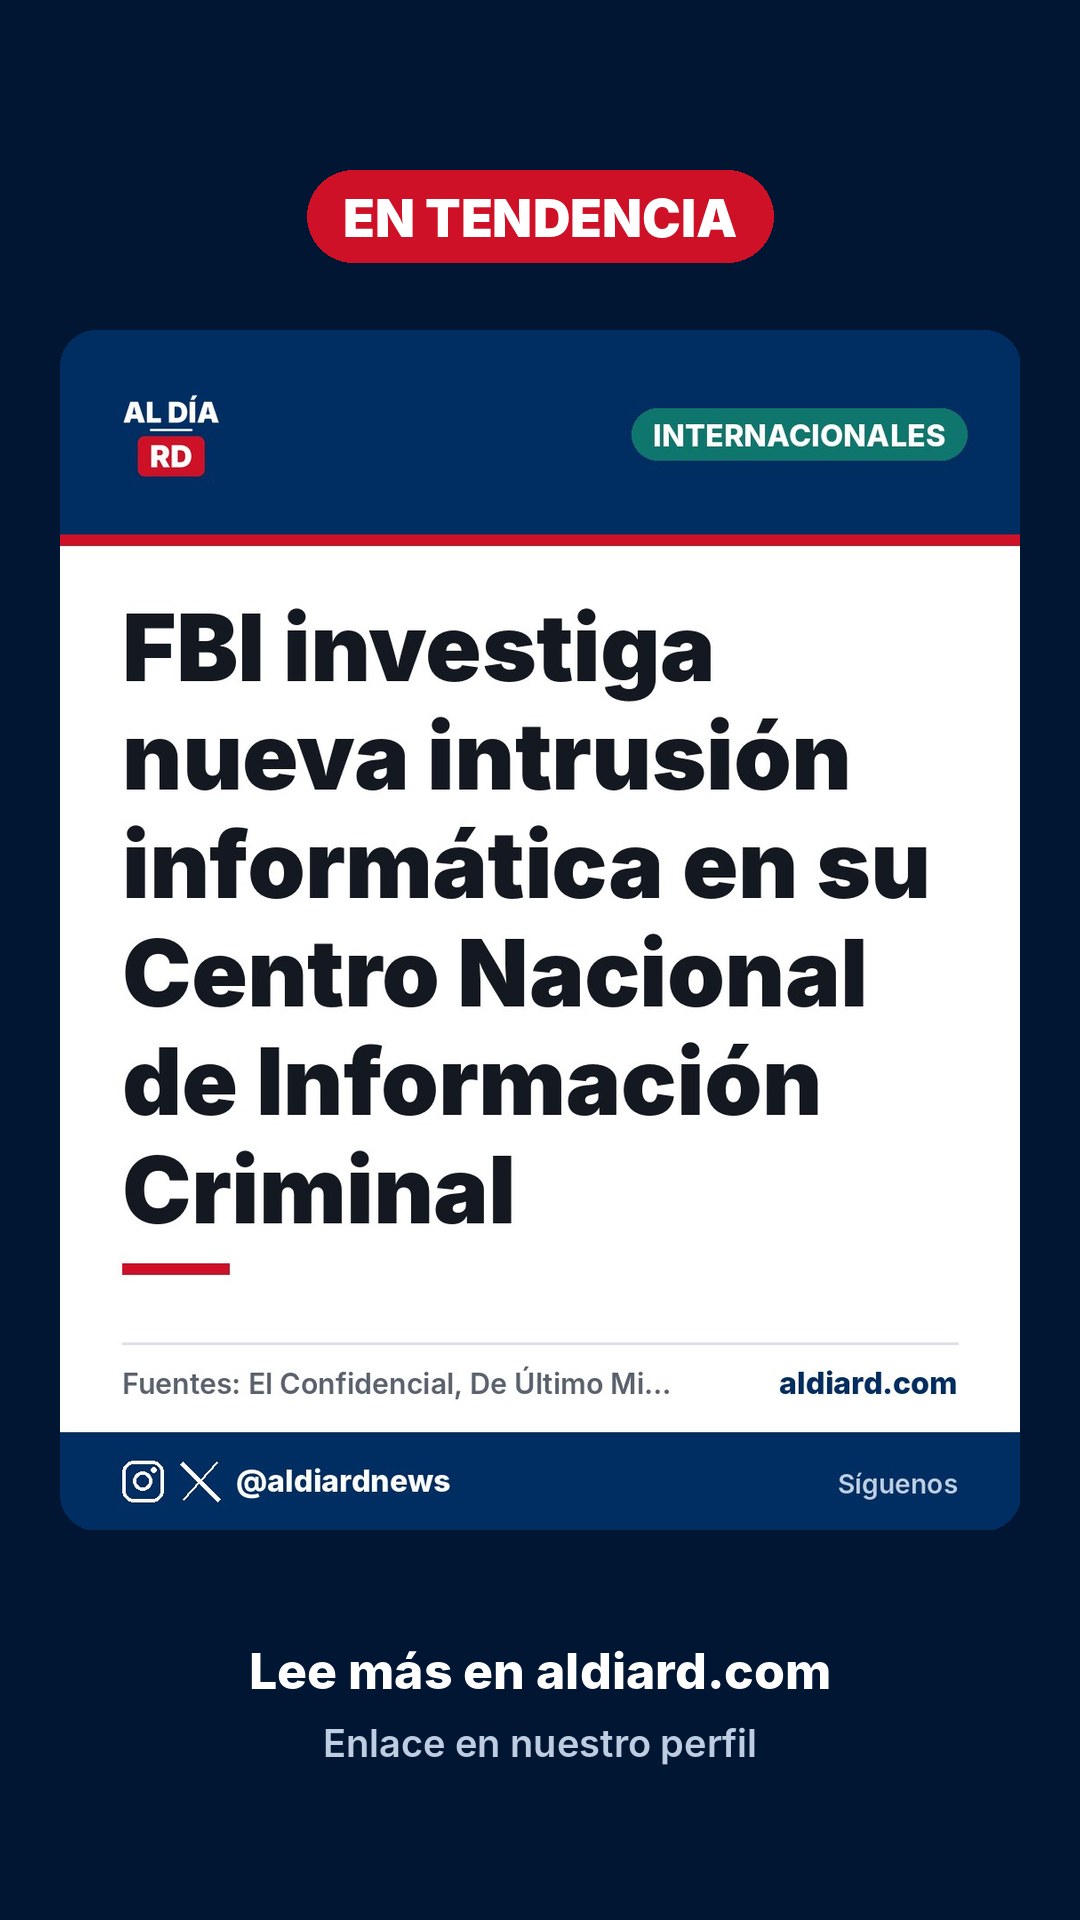 EN TENDENCIA
AL DÍA
RD
INTERNACIONALES
FBI investiga
nueva intrusión
informática en su
Centro Nacional
de Información
Criminal
Fuentes: El Confidencial, De Último Mi...
aldiard.com
@aldiardnews
Síguenos
Lee más en aldiard.com
Enlace en nuestro perfil